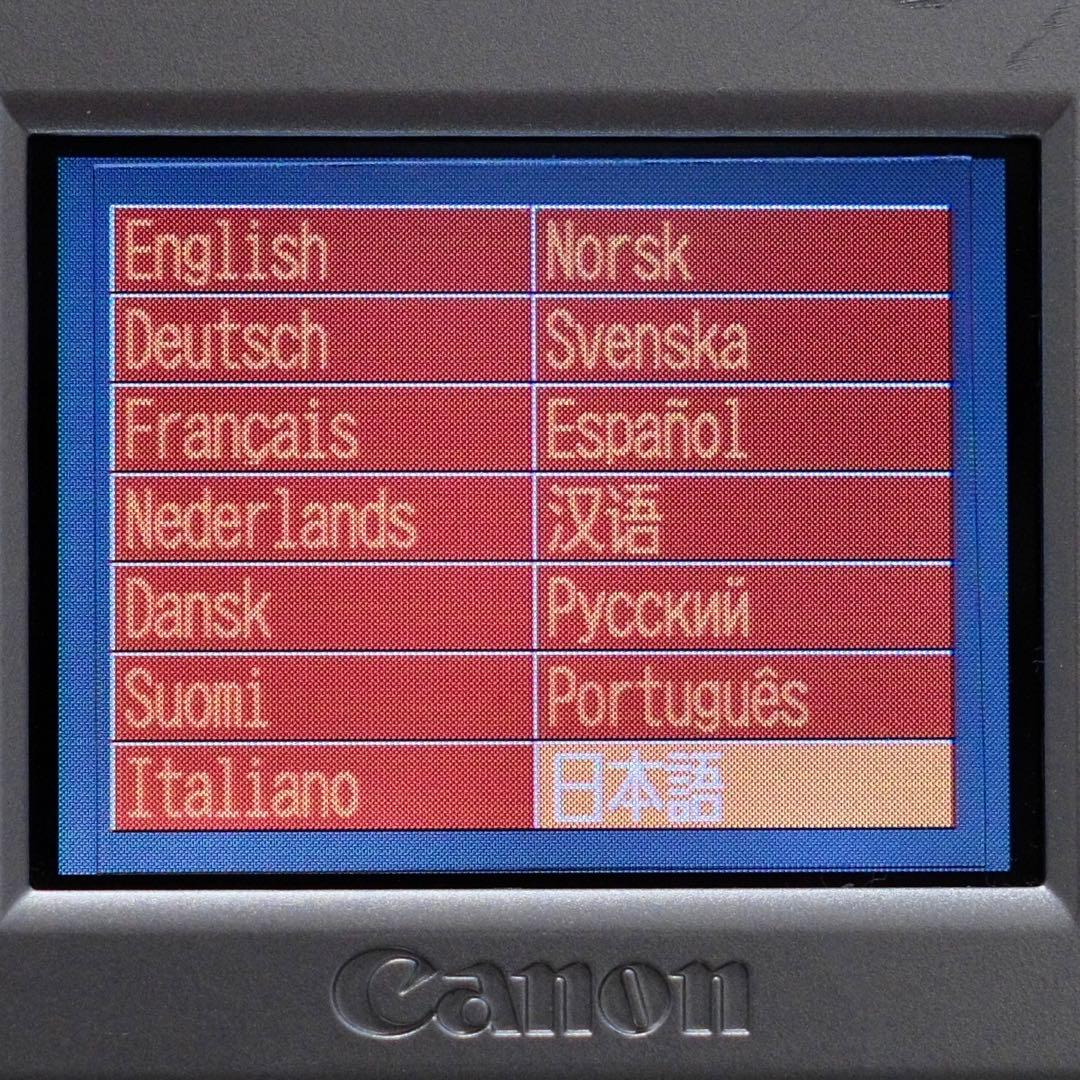 English
Norsk
Deutsch
Svenska
Français
Español
Nederlands
汉语
Dansk
Русский
Suomi
Português
Italiano
日本語
Canon